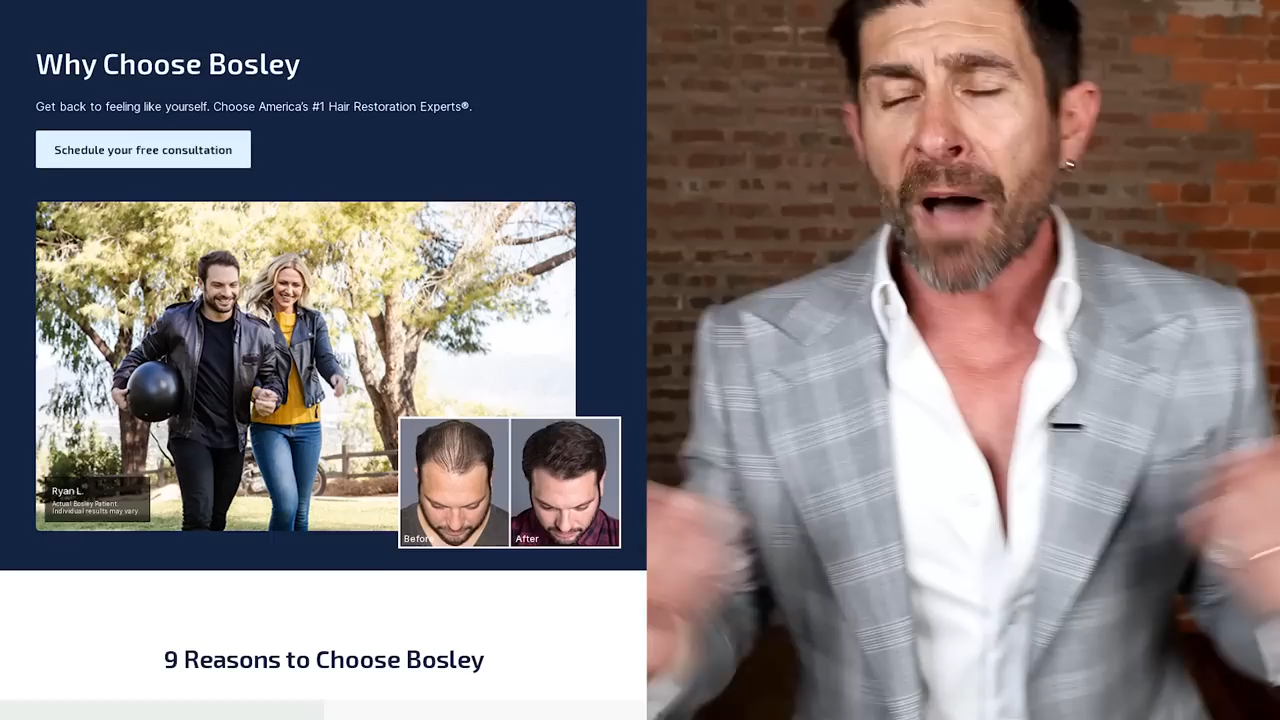 Why Choose Bosley
Get back to feeling like yourself. Choose America's #1 Hair Restoration Experts®.
Schedule your free consultation
Ryan L.
Actual Bosley Patient.
Individual results may vary.
Before
After
9 Reasons to Choose Bosley